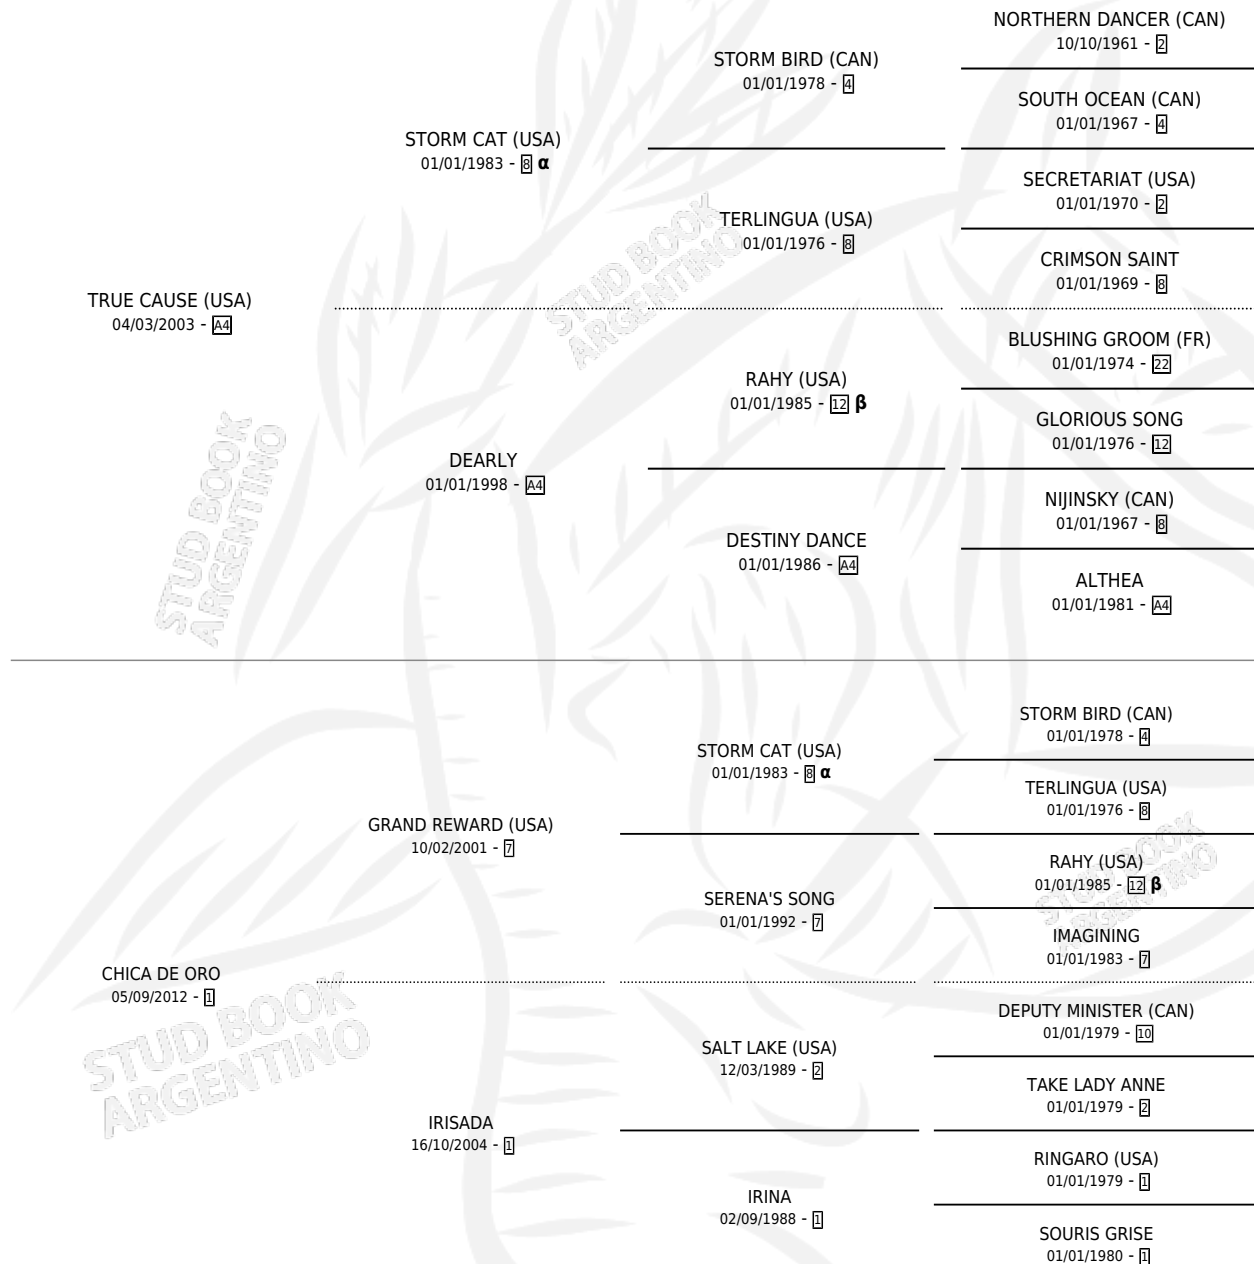 NORTHERN DANCER (CAN)
10/10/1961 - 2
STORM BIRD (CAN)
01/01/1978 - 4
SOUTH OCEAN (CAN)
01/01/1967 - 4
STORM CAT (USA)
01/01/1983 - 8 α
SECRETARIAT (USA)
01/01/1970 - 2
TERLINGUA (USA)
01/01/1976 - 8
CRIMSON SAINT
01/01/1969 - 8
TRUE CAUSE (USA)
04/03/2003 - A4
BLUSHING GROOM (FR)
01/01/1974 - 22
RAHY (USA)
01/01/1985 - 12 β
GLORIOUS SONG
01/01/1976 - 12
DEARLY
01/01/1998 - A4
NIJINSKY (CAN)
01/01/1967 - 8
DESTINY DANCE
01/01/1986 - A4
ALTHEA
01/01/1981 - A4
STORM BIRD (CAN)
01/01/1978 - 4
STORM CAT (USA)
01/01/1983 - 8 α
TERLINGUA (USA)
01/01/1976 - 8
GRAND REWARD (USA)
10/02/2001 - 7
RAHY (USA)
01/01/1985 - 12 β
SERENA'S SONG
01/01/1992 - 7
IMAGINING
01/01/1983 - 7
CHICA DE ORO
05/09/2012 - 1
DEPUTY MINISTER (CAN)
01/01/1979 - 10
SALT LAKE (USA)
12/03/1989 - 2
TAKE LADY ANNE
01/01/1979 - 2
IRISADA
16/10/2004 - 1
RINGARO (USA)
01/01/1979 - 1
IRINA
02/09/1988 - 1
SOURIS GRISE
01/01/1980 - 1
STUD BOOK
ARGENTINO
STUD BOOK
ARGENTINO
STUD BOOK
ARGENTINO
STUD BOOK
ARGENTINO